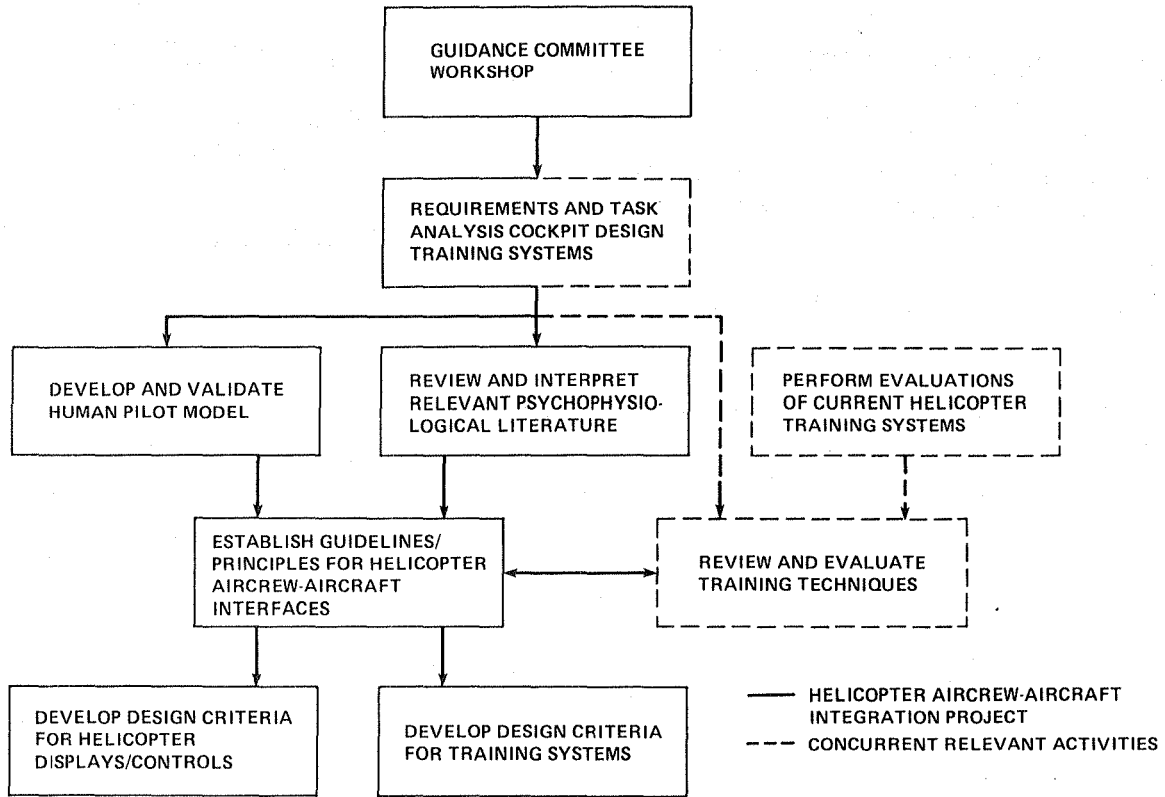 GUIDANCE COMMITTEE
WORKSHOP
REQUIREMENTS AND TASK
ANALYSIS COCKPIT DESIGN
TRAINING SYSTEMS
DEVELOP AND VALIDATE
HUMAN PILOT MODEL
REVIEW AND INTERPRET
RELEVANT PSYCHOPHYSIO-
LOGICAL LITERATURE
PERFORM EVALUATIONS
OF CURRENT HELICOPTER
TRAINING SYSTEMS
ESTABLISH GUIDELINES/
PRINCIPLES FOR HELICOPTER
AIRCREW-AIRCRAFT
INTERFACES
REVIEW AND EVALUATE
TRAINING TECHNIQUES
DEVELOP DESIGN CRITERIA
FOR HELICOPTER
DISPLAYS/CONTROLS
DEVELOP DESIGN CRITERIA
FOR TRAINING SYSTEMS
HELICOPTER AIRCREW-AIRCRAFT
INTEGRATION PROJECT
CONCURRENT RELEVANT ACTIVITIES